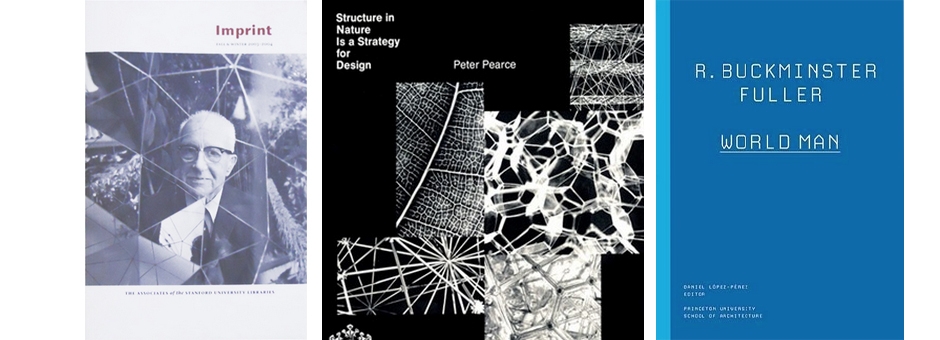 Imprint
THE ASSOCIATES of the STANFORD UNIVERSITY LIBRARIES
Structure in
Nature
Is a Strategy
for
Design
Peter Pearce
R. BUCKMINSTER
FULLER
WORLD MAN
DANIEL LÓPEZ-PÉREZ
EDITOR
PRINCETON UNIVERSITY
SCHOOL OF ARCHITECTURE